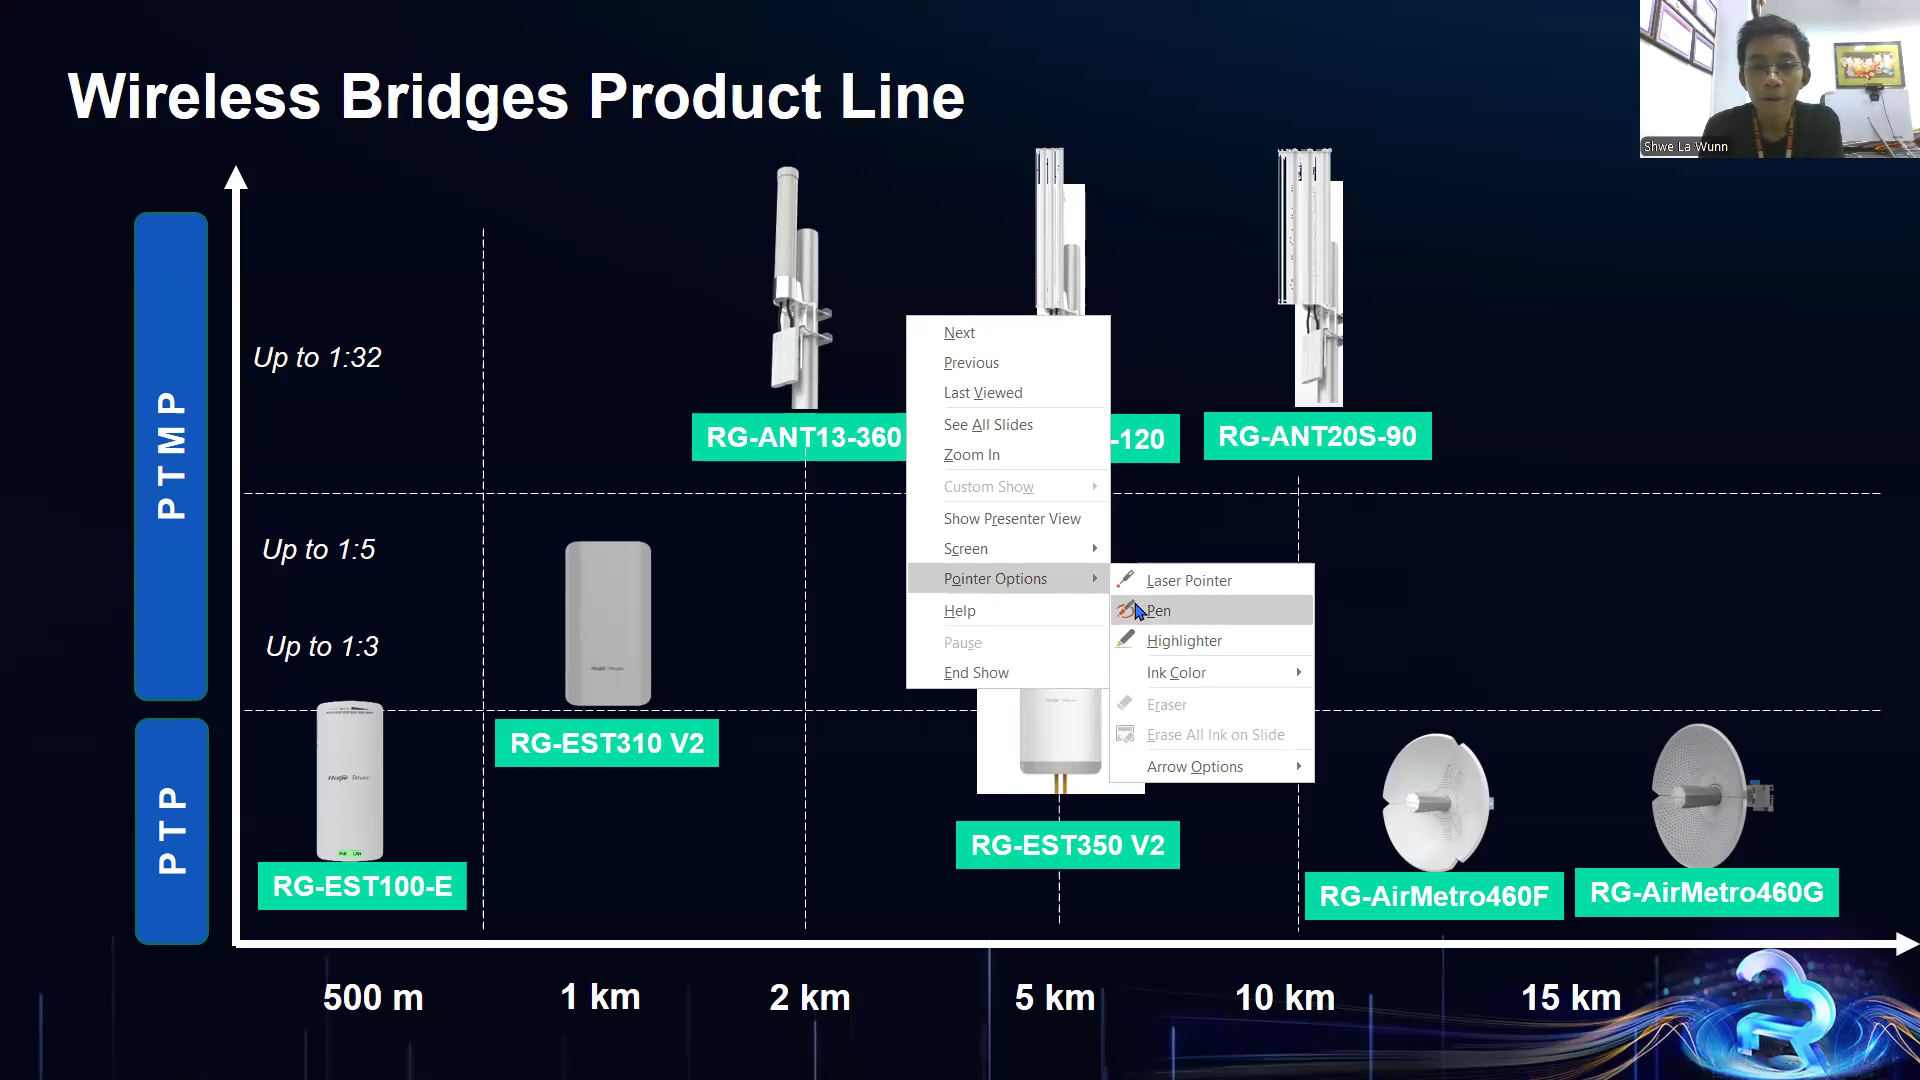 Wireless Bridges Product Line
Shwe La Wunn
PTMP
Up to 1:32
RG-ANT13-360
-120
RG-ANT20S-90
Next
Previous
Last Viewed
See All Slides
Zoom In
Custom Show
Show Presenter View
Screen
Pointer Options
Help
Pause
End Show
Laser Pointer
Pen
Highlighter
Ink Color
Eraser
Erase All Ink on Slide
Arrow Options
Up to 1:5
Up to 1:3
RG-EST310 V2
PTP
Ruijie Reyee
RG-EST100-E
RG-EST350 V2
RG-AirMetro460F
RG-AirMetro460G
500 m
1 km
2 km
5 km
10 km
15 km